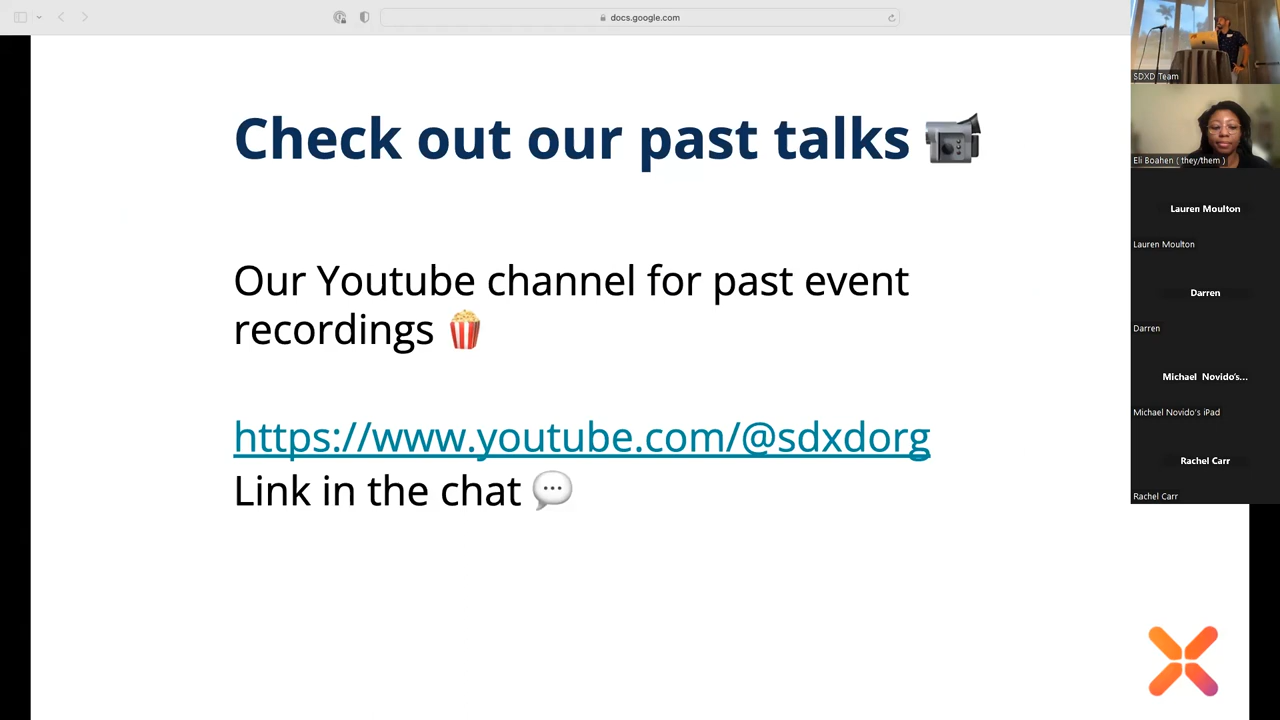 docs.google.com
Check out our past talks
Our Youtube channel for past event
recordings
https://www.youtube.com/@sdxdorg
Link in the chat
SDXD Team
Eli Boahen ( they/them )
Lauren Moulton
Lauren Moulton
Darren
Darren
Michael Novido's...
Michael Novido's iPad
Rachel Carr
Rachel Carr